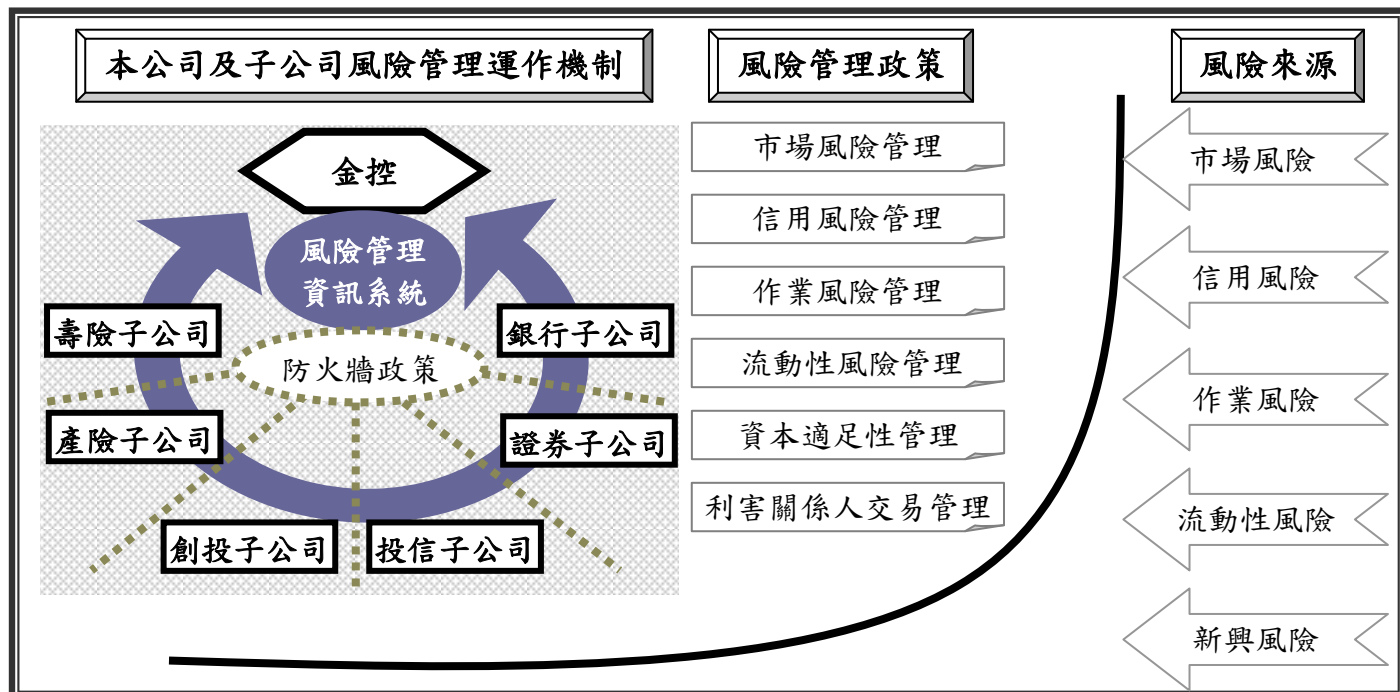 本公司及子公司風險管理運作機制
風險管理政策
風險來源
金控
風險管理
資訊系統
防火牆政策
壽險子公司
銀行子公司
產險子公司
證券子公司
創投子公司
投信子公司
市場風險管理
信用風險管理
作業風險管理
流動性風險管理
資本適足性管理
利害關係人交易管理
市場風險
信用風險
作業風險
流動性風險
新興風險